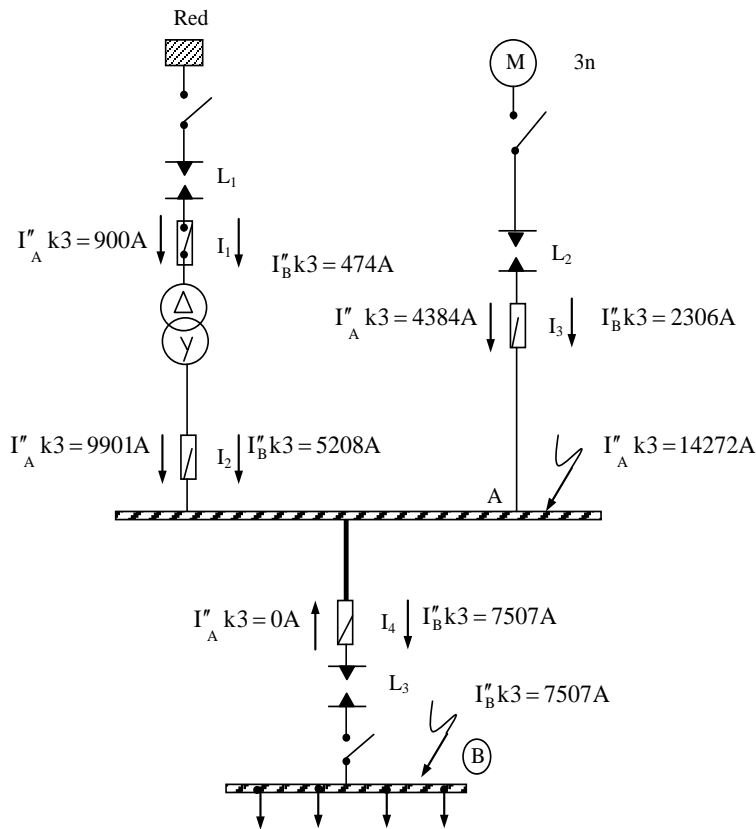 Red
M 3n
L₁
I″A k3 = 900A
I₁
I″B k3 = 474A
L₂
Δ
Y
I″A k3 = 4384A
I₃
I″B k3 = 2306A
I″A k3 = 9901A
I₂
I″B k3 = 5208A
I″A k3 = 14272A
A
I″A k3 = 0A
I₄
I″B k3 = 7507A
L₃
I″B k3 = 7507A
B